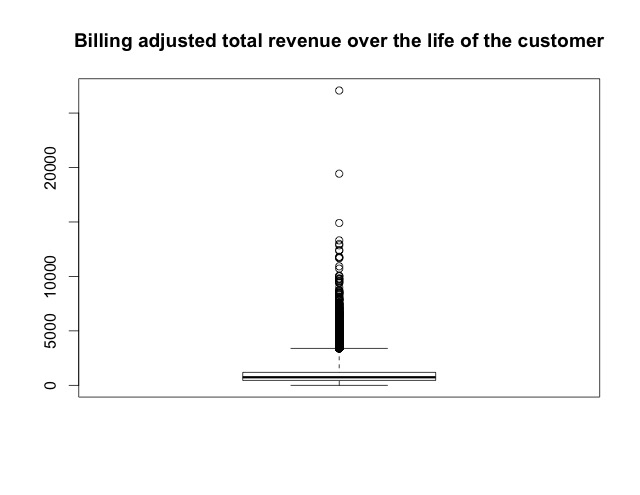 Billing adjusted total revenue over the life of the customer
20000
10000
5000
0